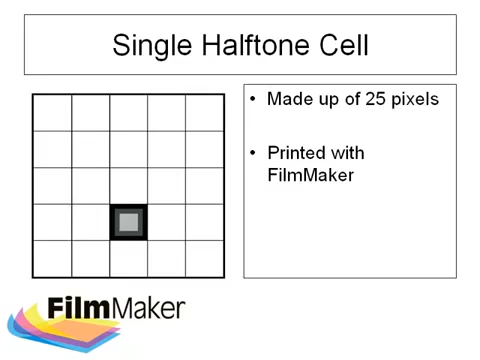 Single Halftone Cell
• Made up of 25 pixels
• Printed with
FilmMaker
FilmMaker